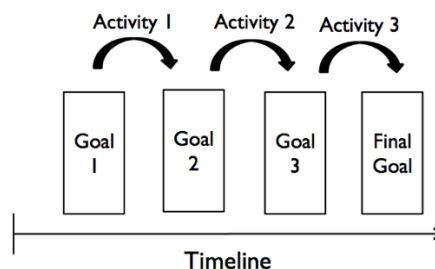 Activity 1
Activity 2
Activity 3
Goal
1
Goal
2
Goal
3
Final
Goal
Timeline